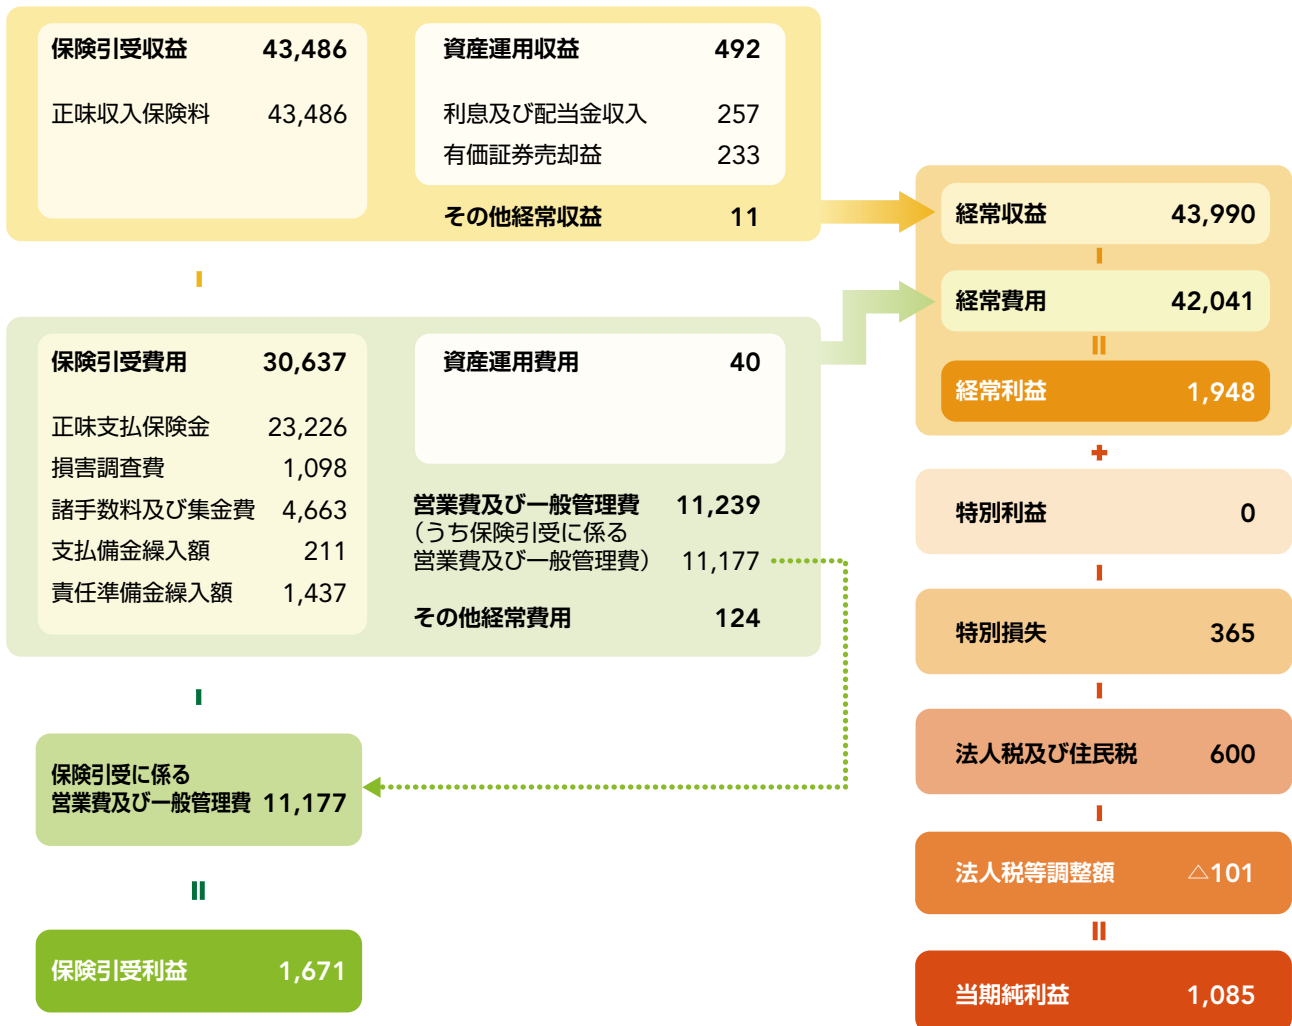 保険引受収益 43,486
正味収入保険料 43,486
資産運用収益 492
利息及び配当金収入 257
有価証券売却益 233
その他経常収益 11
保険引受費用 30,637
正味支払保険金 23,226
損害調査費 1,098
諸手数料及び集金費 4,663
支払備金繰入額 211
責任準備金繰入額 1,437
資産運用費用 40
営業費及び一般管理費 11,239
（うち保険引受に係る
営業費及び一般管理費） 11,177
その他経常費用 124
保険引受に係る
営業費及び一般管理費 11,177
保険引受利益 1,671
経常収益 43,990
経常費用 42,041
経常利益 1,948
特別利益 0
特別損失 365
法人税及び住民税 600
法人税等調整額 △101
当期純利益 1,085